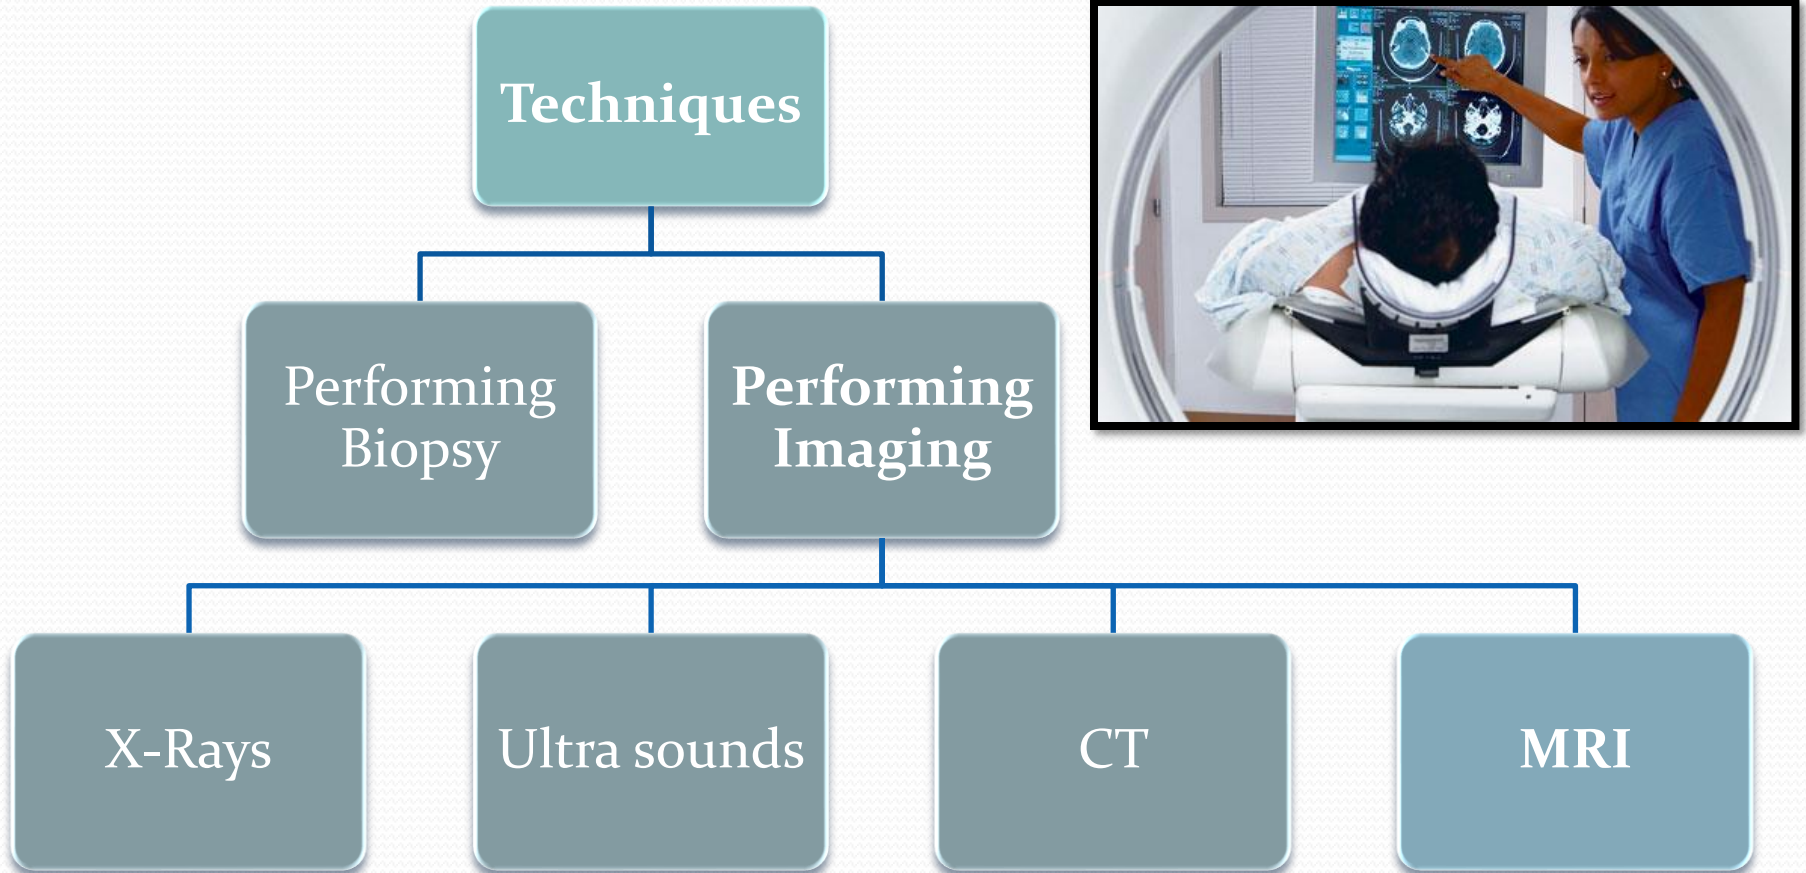 Techniques
Performing
Biopsy
Performing
Imaging
X-Rays
Ultra sounds
CT
MRI